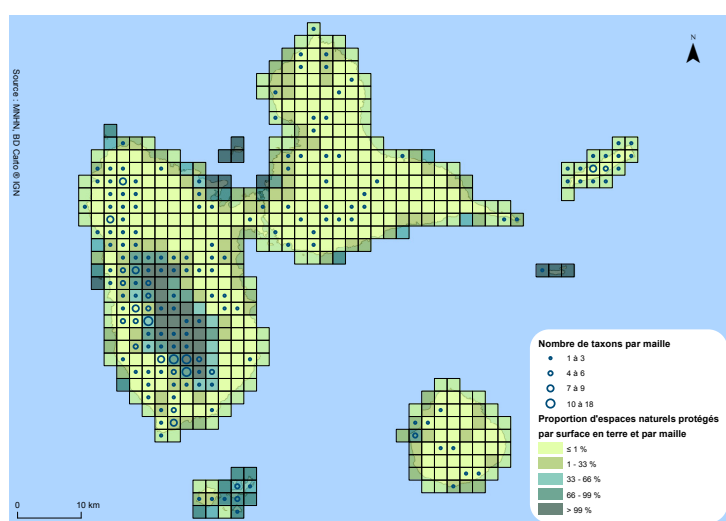 N
Source : MNHN, BD Carto ® IGN
Nombre de taxons par maille
1 à 3
4 à 6
7 à 9
10 à 18
Proportion d'espaces naturels protégés
par surface en terre et par maille
≤ 1 %
1 - 33 %
33 - 66 %
66 - 99 %
> 99 %
0 10 km